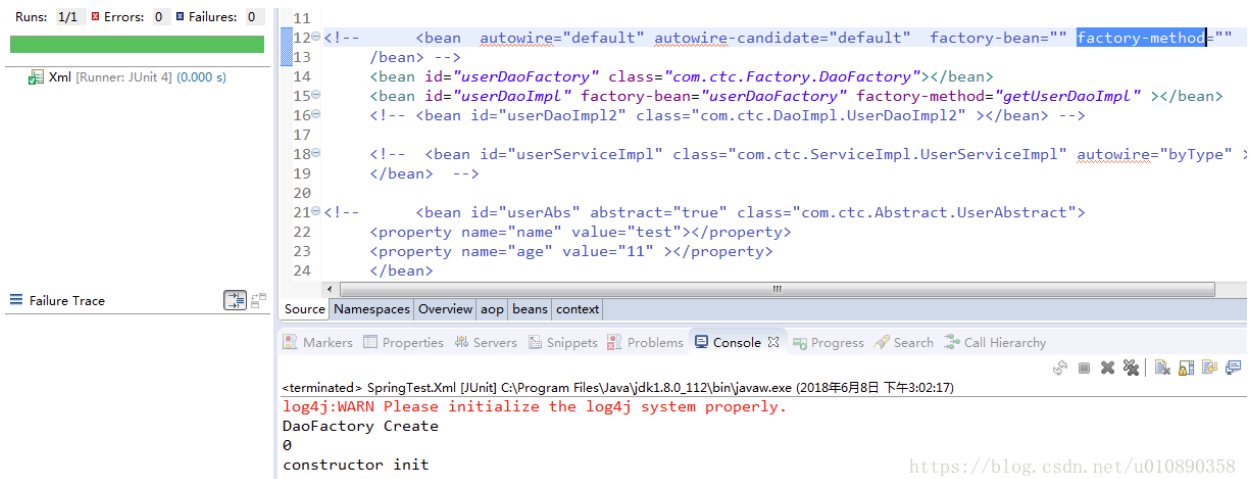 Runs: 1/1 Errors: 0 Failures: 0
Xml [Runner: JUnit 4] (0.000 s)
Failure Trace
11
12 <!-- <bean autowire="default" autowire-candidate="default" factory-bean="" factory-method=""
13 /bean> -->
14 <bean id="userDaoFactory" class="com.ctc.Factory.DaoFactory"></bean>
15 <bean id="userDaoImpl" factory-bean="userDaoFactory" factory-method="getUserDaoImpl" ></bean>
16 <!-- <bean id="userDaoImpl2" class="com.ctc.DaoImpl.UserDaoImpl2" ></bean> -->
17
18 <!-- <bean id="userServiceImpl" class="com.ctc.ServiceImpl.UserServiceImpl" autowire="byType" >
19 </bean> -->
20
21 <!-- <bean id="userAbs" abstract="true" class="com.ctc.Abstract.UserAbstract">
22 <property name="name" value="test"></property>
23 <property name="age" value="11" ></property>
24 </bean>
Source Namespaces Overview aop beans context
Markers Properties Servers Snippets Problems Console Progress Search Call Hierarchy
<terminated> SpringTest.Xml [JUnit] C:\Program Files\Java\jdk1.8.0_112\bin\javaw.exe (2018年6月8日 下午3:02:17)
log4j:WARN Please initialize the log4j system properly.
DaoFactory Create
0
constructor init
https://blog.csdn.net/u010890358